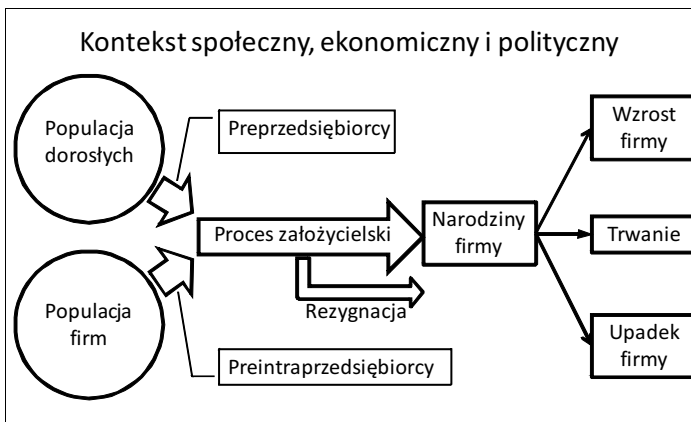 Kontekst społeczny, ekonomiczny i polityczny
Populacja
dorosłych
Preprzedsiębiorcy
Proces założycielski
Rezygnacja
Populacja
firm
Preintraprzedsiębiorcy
Narodziny
firmy
Wzrost
firmy
Trwanie
Upadek
firmy